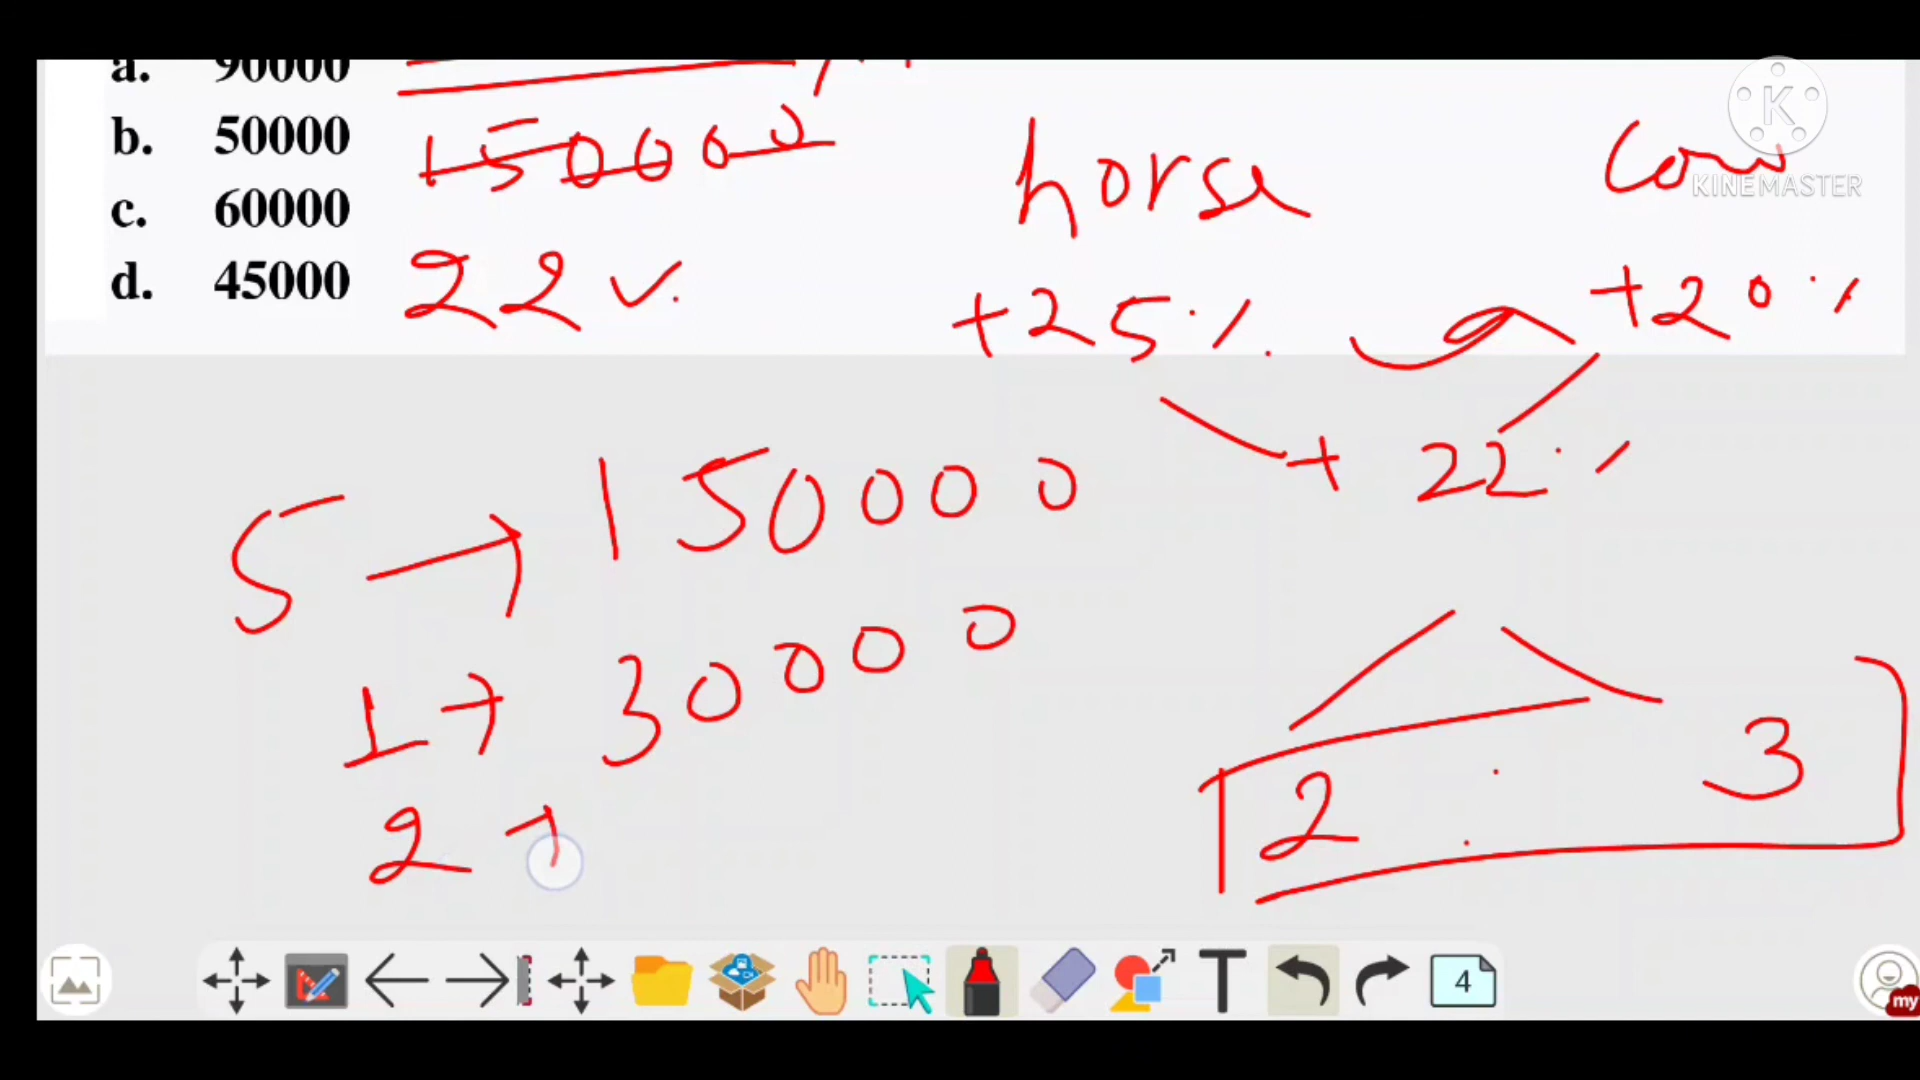 a. 90000
b. 50000 150000
c. 60000
d. 45000 22
horse cow
KINEMASTER
+25% +20%
+ 22%
5 → 150000
1 → 30000
2 →
2 : 3
T
4
my